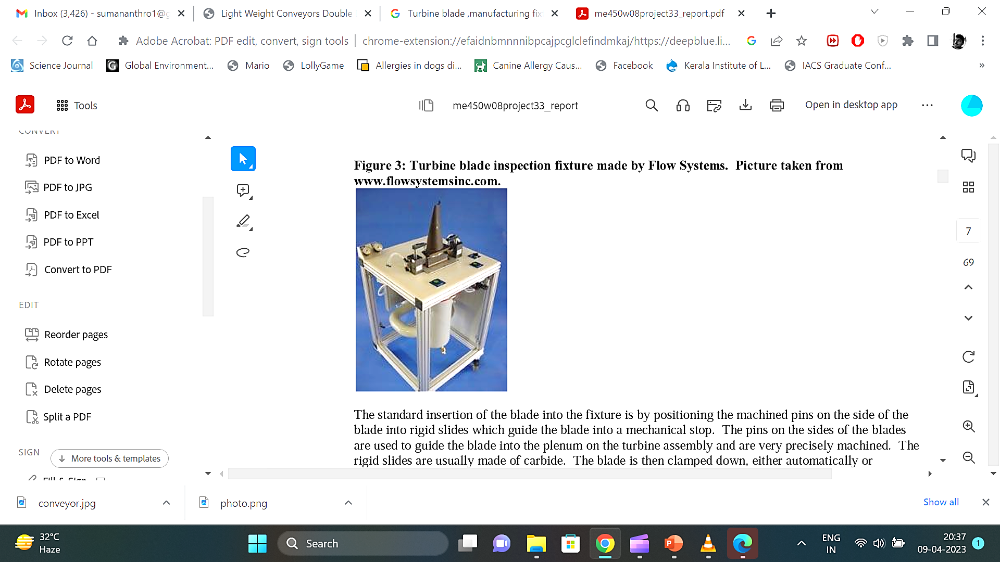 Inbox (3,426) - sumananthro1@g
Light Weight Conveyors Double
Turbine blade ,manufacturing fix
me450w08project33_report.pdf
Adobe Acrobat: PDF edit, convert, sign tools
chrome-extension://efaidnbmnnnibpcajpcglclefindmkaj/https://deepblue.li...
Science Journal
Global Environment...
Mario
LollyGame
Allergies in dogs di...
Canine Allergy Caus...
Facebook
Kerala Institute of L...
IACS Graduate Conf...
»
Tools
me450w08project33_report
Open in desktop app
CONVERT
PDF to Word
PDF to JPG
PDF to Excel
PDF to PPT
Convert to PDF
EDIT
Reorder pages
Rotate pages
Delete pages
Split a PDF
SIGN
More tools & templates
Fill & Sign
Figure 3: Turbine blade inspection fixture made by Flow Systems. Picture taken from
www.flowsystemsinc.com.
The standard insertion of the blade into the fixture is by positioning the machined pins on the side of the
blade into rigid slides which guide the blade into a mechanical stop. The pins on the sides of the blades
are used to guide the blade into the plenum on the turbine assembly and are very precisely machined. The
rigid slides are usually made of carbide. The blade is then clamped down, either automatically or
7
69
conveyor.jpg
photo.png
Show all
32°C
Haze
Search
P
ENG
IN
20:37
09-04-2023
1